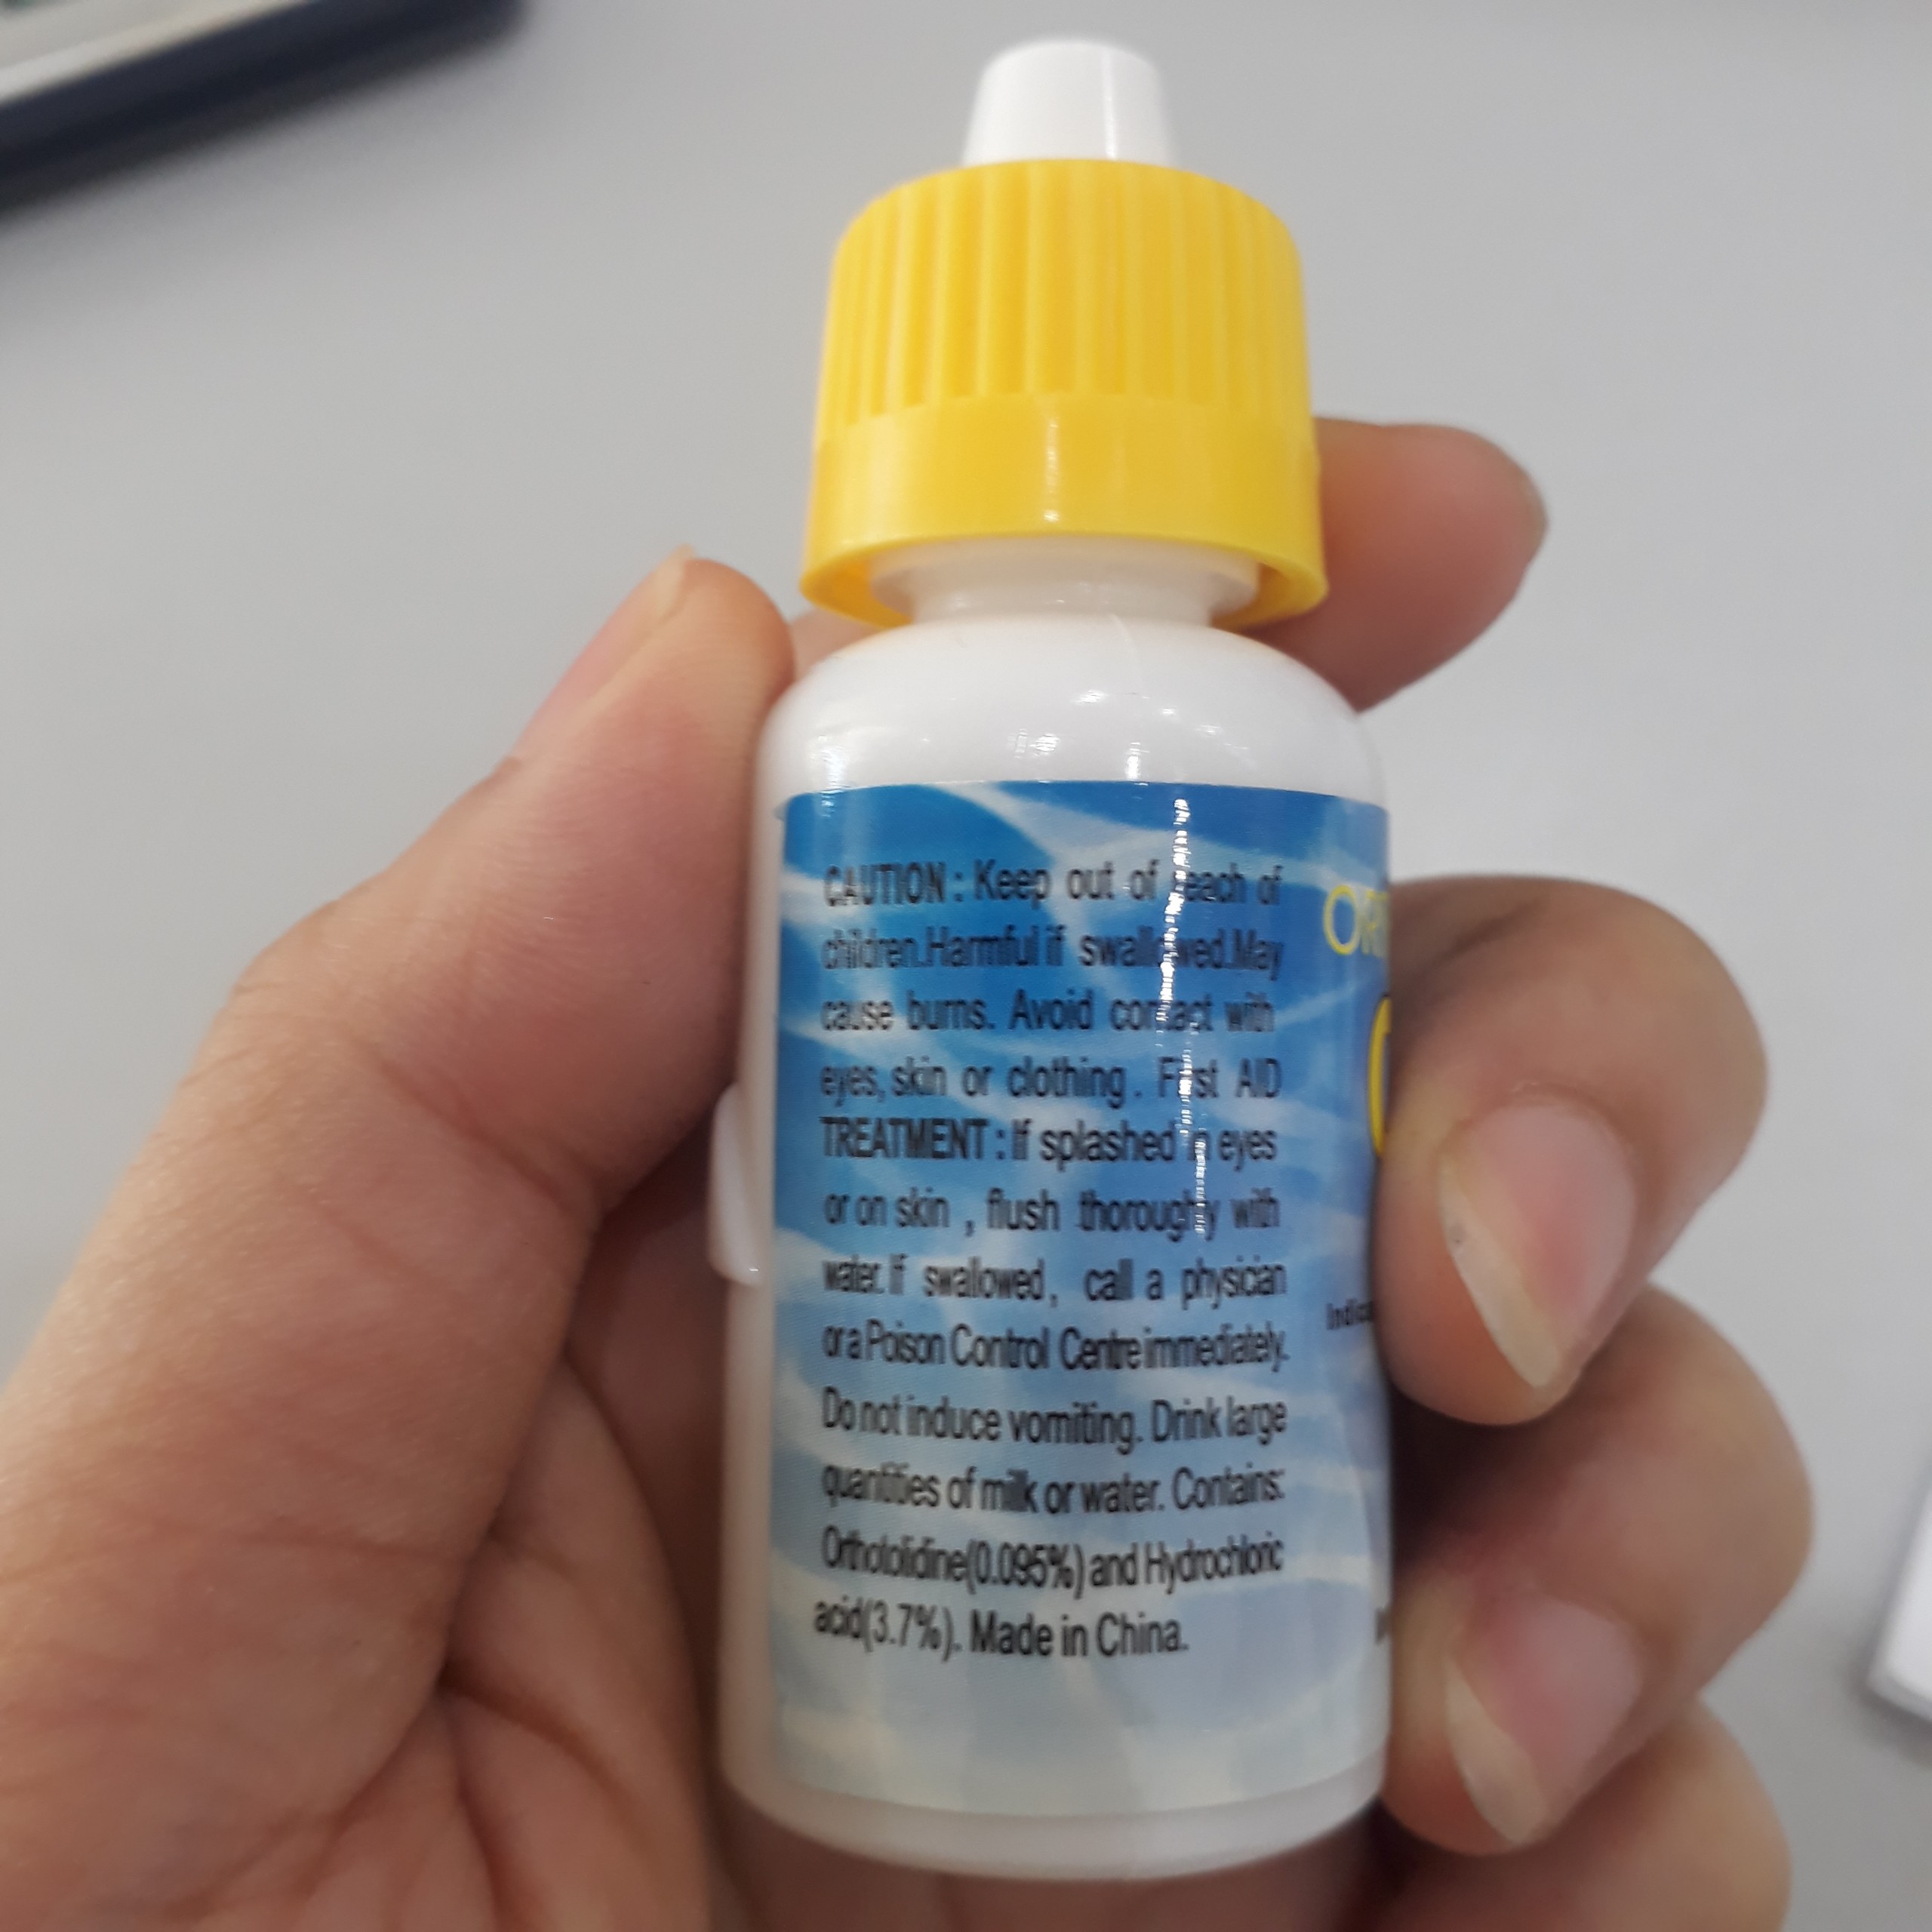 CAUTION : Keep out of reach of
children.Harmful if swallowed.May
cause burns. Avoid contact with
eyes, skin or clothing . First AID
TREATMENT : If splashed in eyes
or on skin , flush thoroughly with
water. If swallowed, call a physician
or a Poison Control Centre immediately.
Do not induce vomiting. Drink large
quantities of milk or water. Contains:
Orthotolidine(0.095%) and Hydrochloric
acid(3.7%). Made in China.